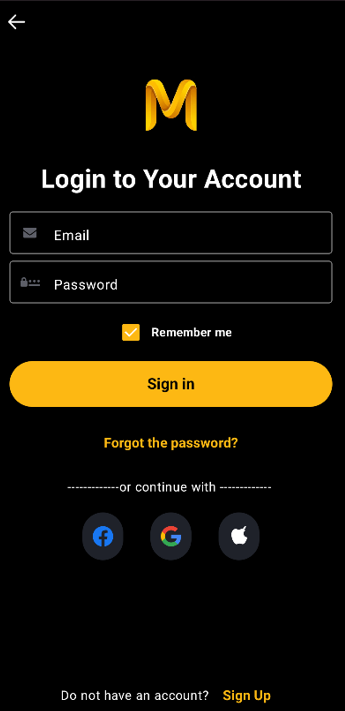 M
Login to Your Account
Email
Password
Remember me
Sign in
Forgot the password?
-------------or continue with -------------
G
Do not have an account? Sign Up